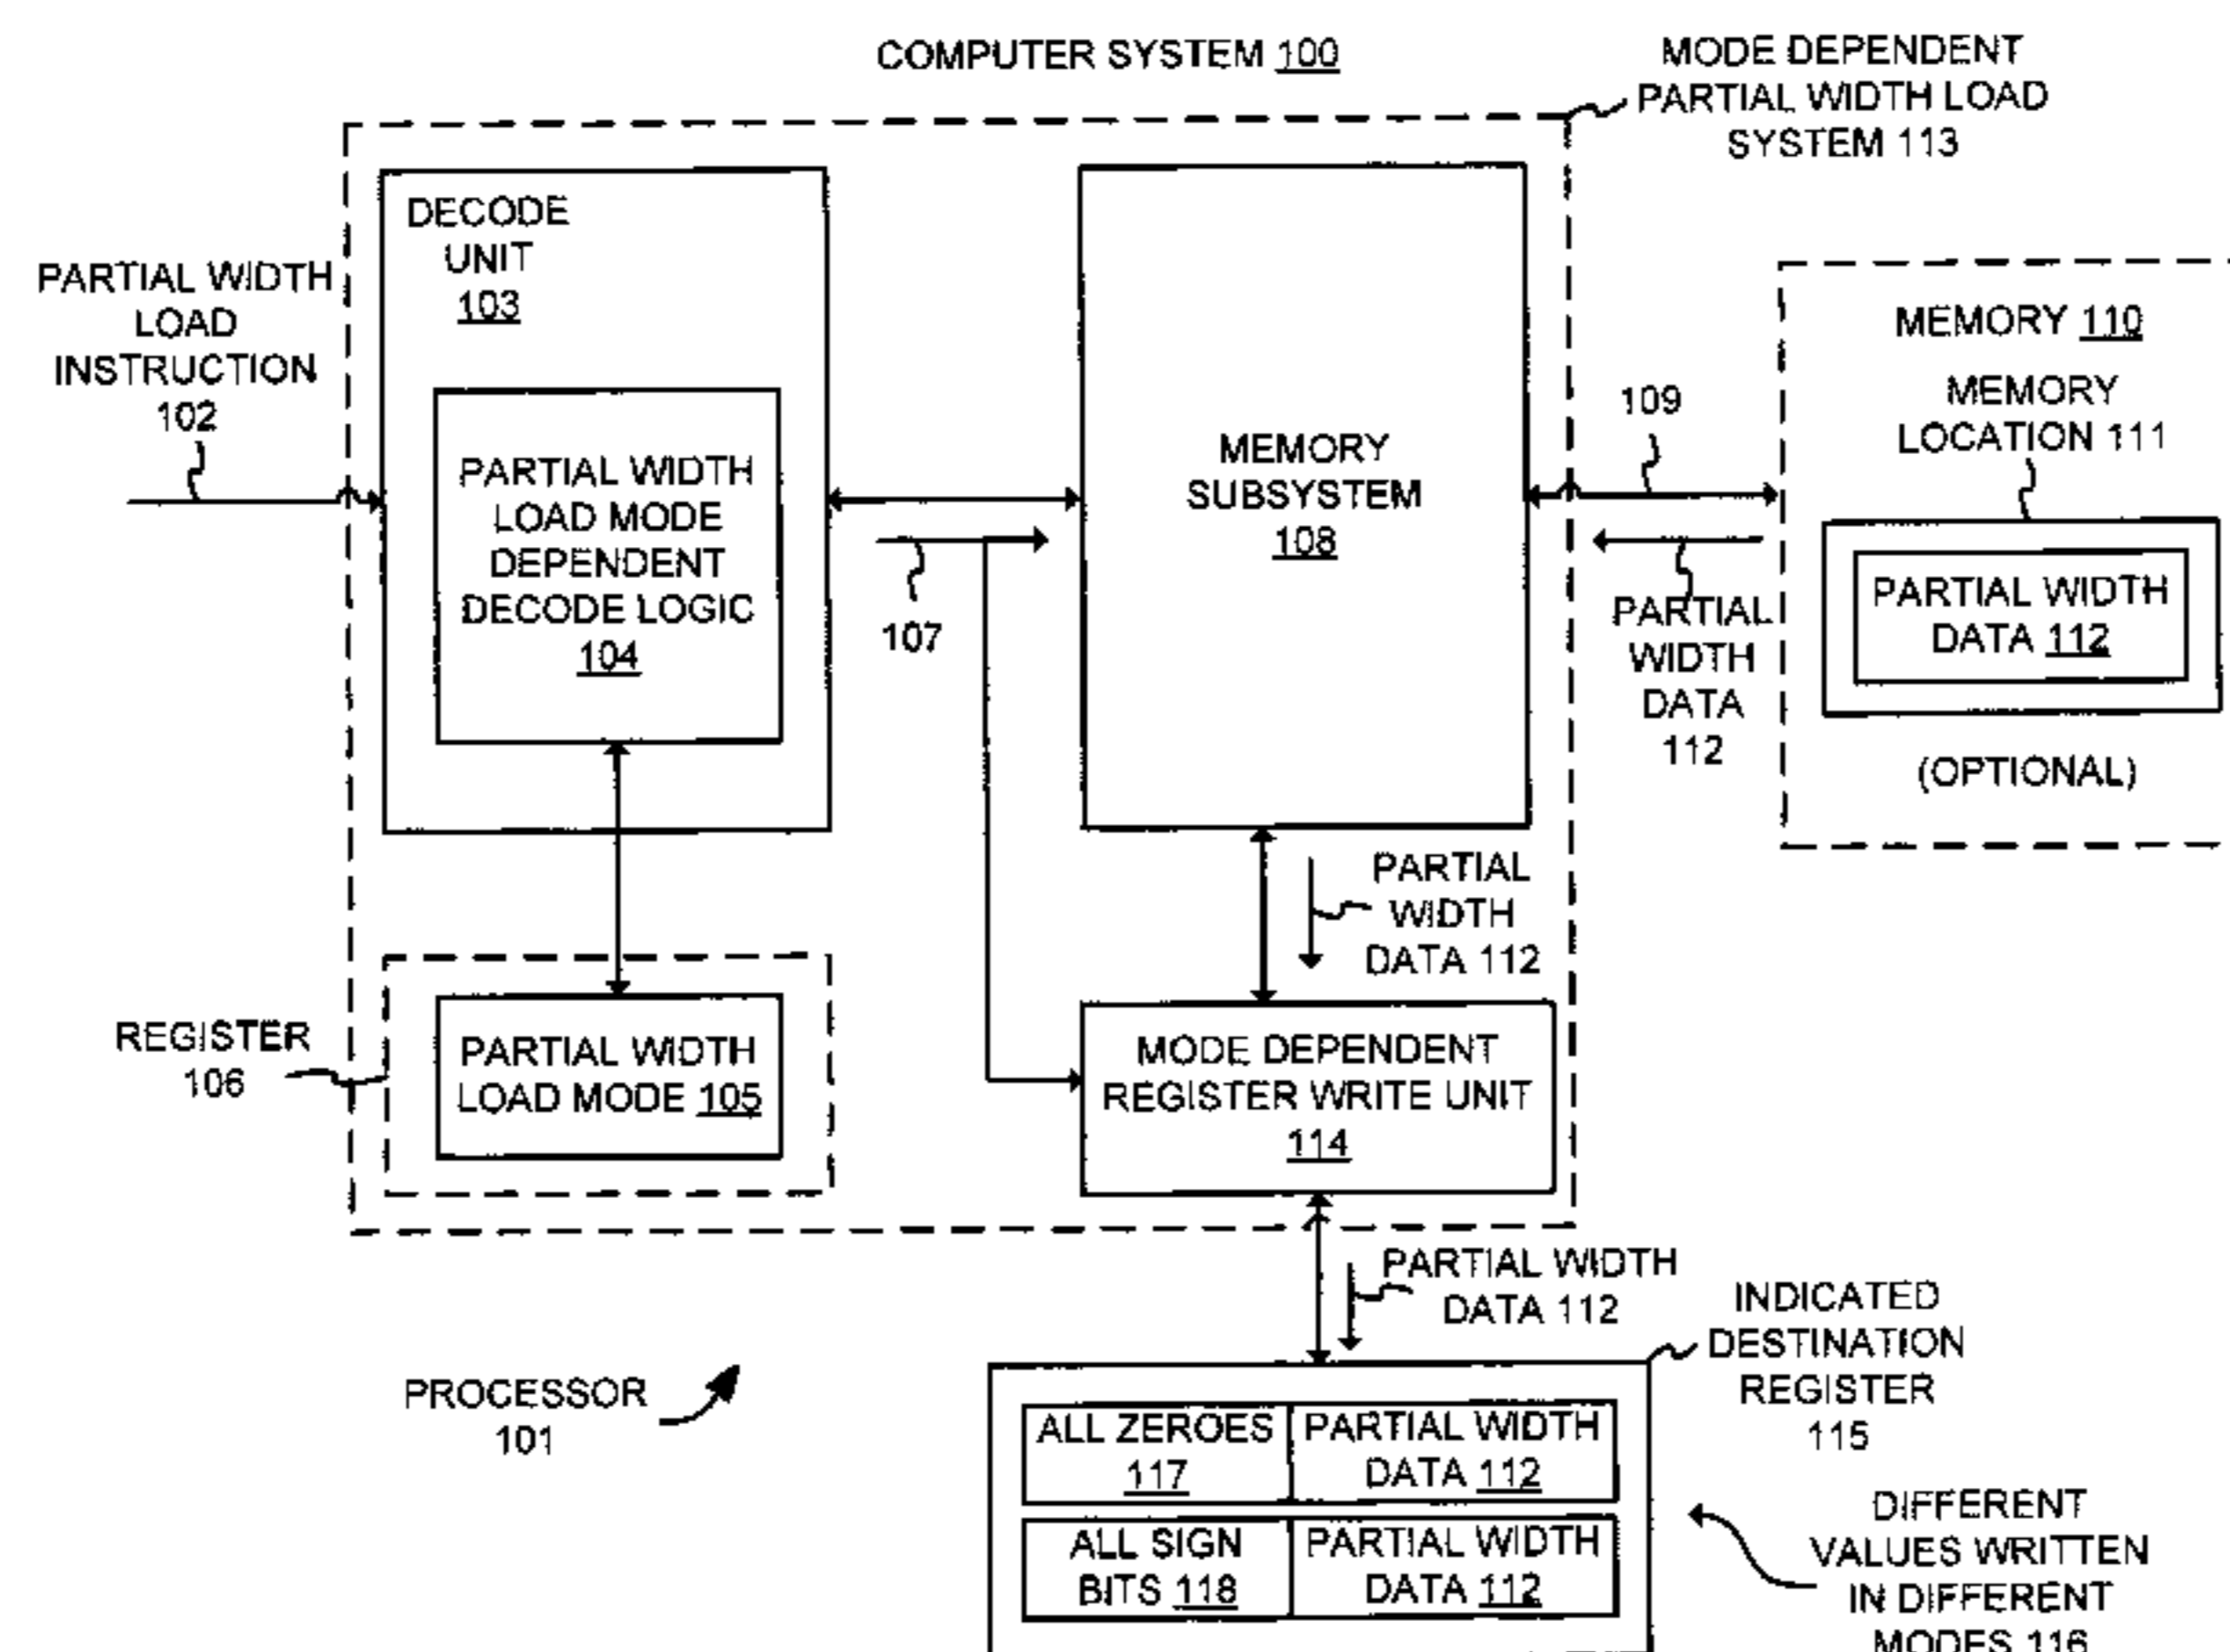 COMPUTER SYSTEM 100
MODE DEPENDENT
PARTIAL WIDTH LOAD
SYSTEM 113
DECODE
UNIT
103
PARTIAL WIDTH
LOAD
INSTRUCTION
102
PARTIAL WIDTH
LOAD MODE
DEPENDENT
DECODE LOGIC
104
107
MEMORY
SUBSYSTEM
108
109
MEMORY 110
MEMORY
LOCATION 111
PARTIAL WIDTH
DATA 112
(OPTIONAL)
PARTIAL
WIDTH
DATA
112
PARTIAL
WIDTH
DATA 112
REGISTER
106
PARTIAL WIDTH
LOAD MODE 105
MODE DEPENDENT
REGISTER WRITE UNIT
114
PARTIAL WIDTH
DATA 112
INDICATED
DESTINATION
REGISTER
115
PROCESSOR
101
ALL ZEROES
117
PARTIAL WIDTH
DATA 112
ALL SIGN
BITS 118
PARTIAL WIDTH
DATA 112
DIFFERENT
VALUES WRITTEN
IN DIFFERENT
MODES 116